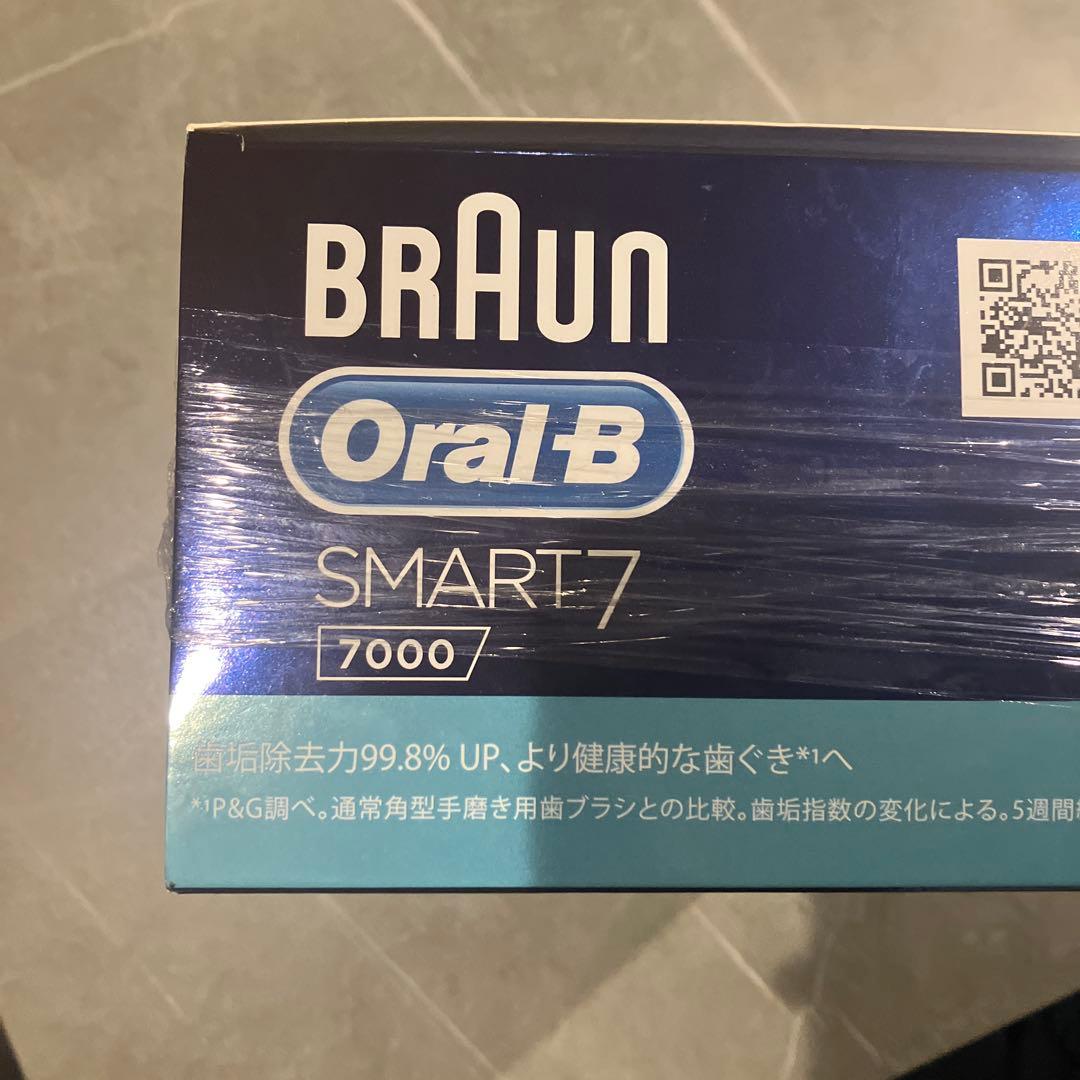 BRAUN
Oral-B
SMART7
7000
歯垢除去力99.8% UP、より健康的な歯ぐき*1へ
*1P&G調べ。通常角型手磨き用歯ブラシとの比較。歯垢指数の変化による。5週間